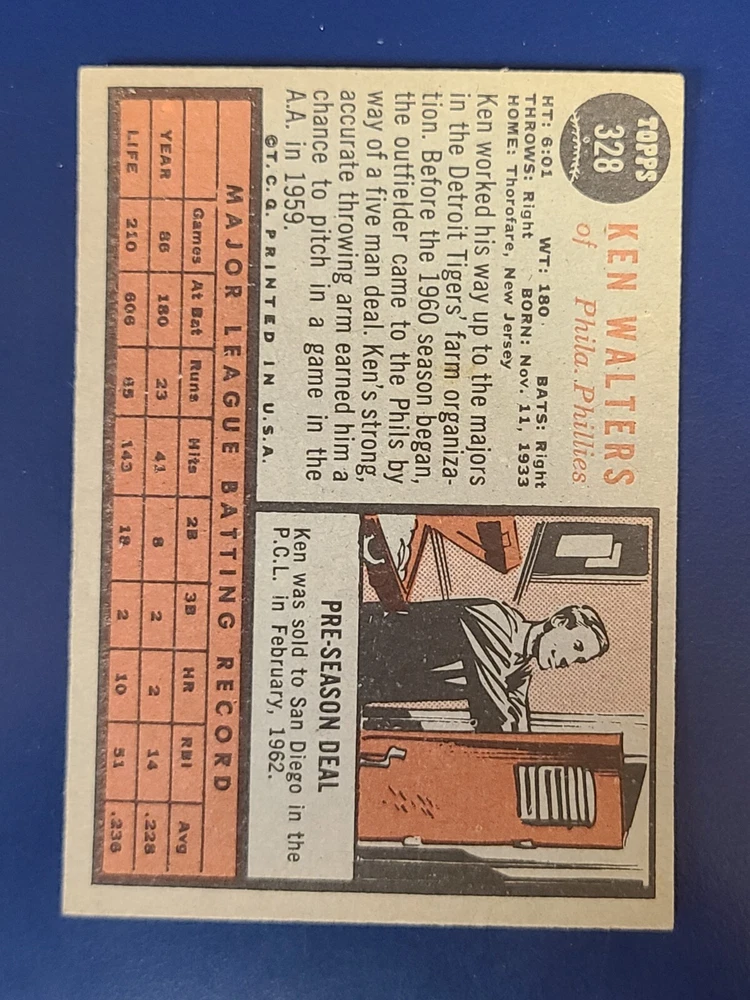 TOPPS
328
KEN WALTERS
of Phila. Phillies
HT: 6:01 WT: 180 BATS: Right
THROWS: Right BORN: Nov. 11, 1933
HOME: Thorofare, New Jersey
Ken worked his way up to the majors
in the Detroit Tigers' farm organiza-
tion. Before the 1960 season began,
the outfielder came to the Phils by
way of a five man deal. Ken's strong,
accurate throwing arm earned him a
chance to pitch in a game in the
A.A. in 1959.
©T.C.G. PRINTED IN U.S.A.
PRE-SEASON DEAL
Ken was sold to San Diego in the
P.C.L. in February, 1962.
MAJOR LEAGUE BATTING RECORD
Games At Bat Runs Hits 2B 3B HR RBI Avg
YEAR 86 180 23 41 8 2 2 14 .228
LIFE 210 606 65 143 18 2 10 51 .236